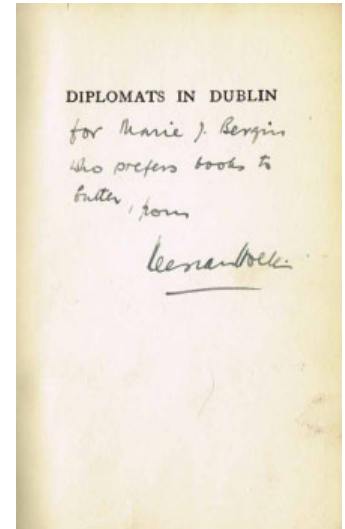 DIPLOMATS IN DUBLIN
for Marie J. Bergin
who prefers books to
butter, from